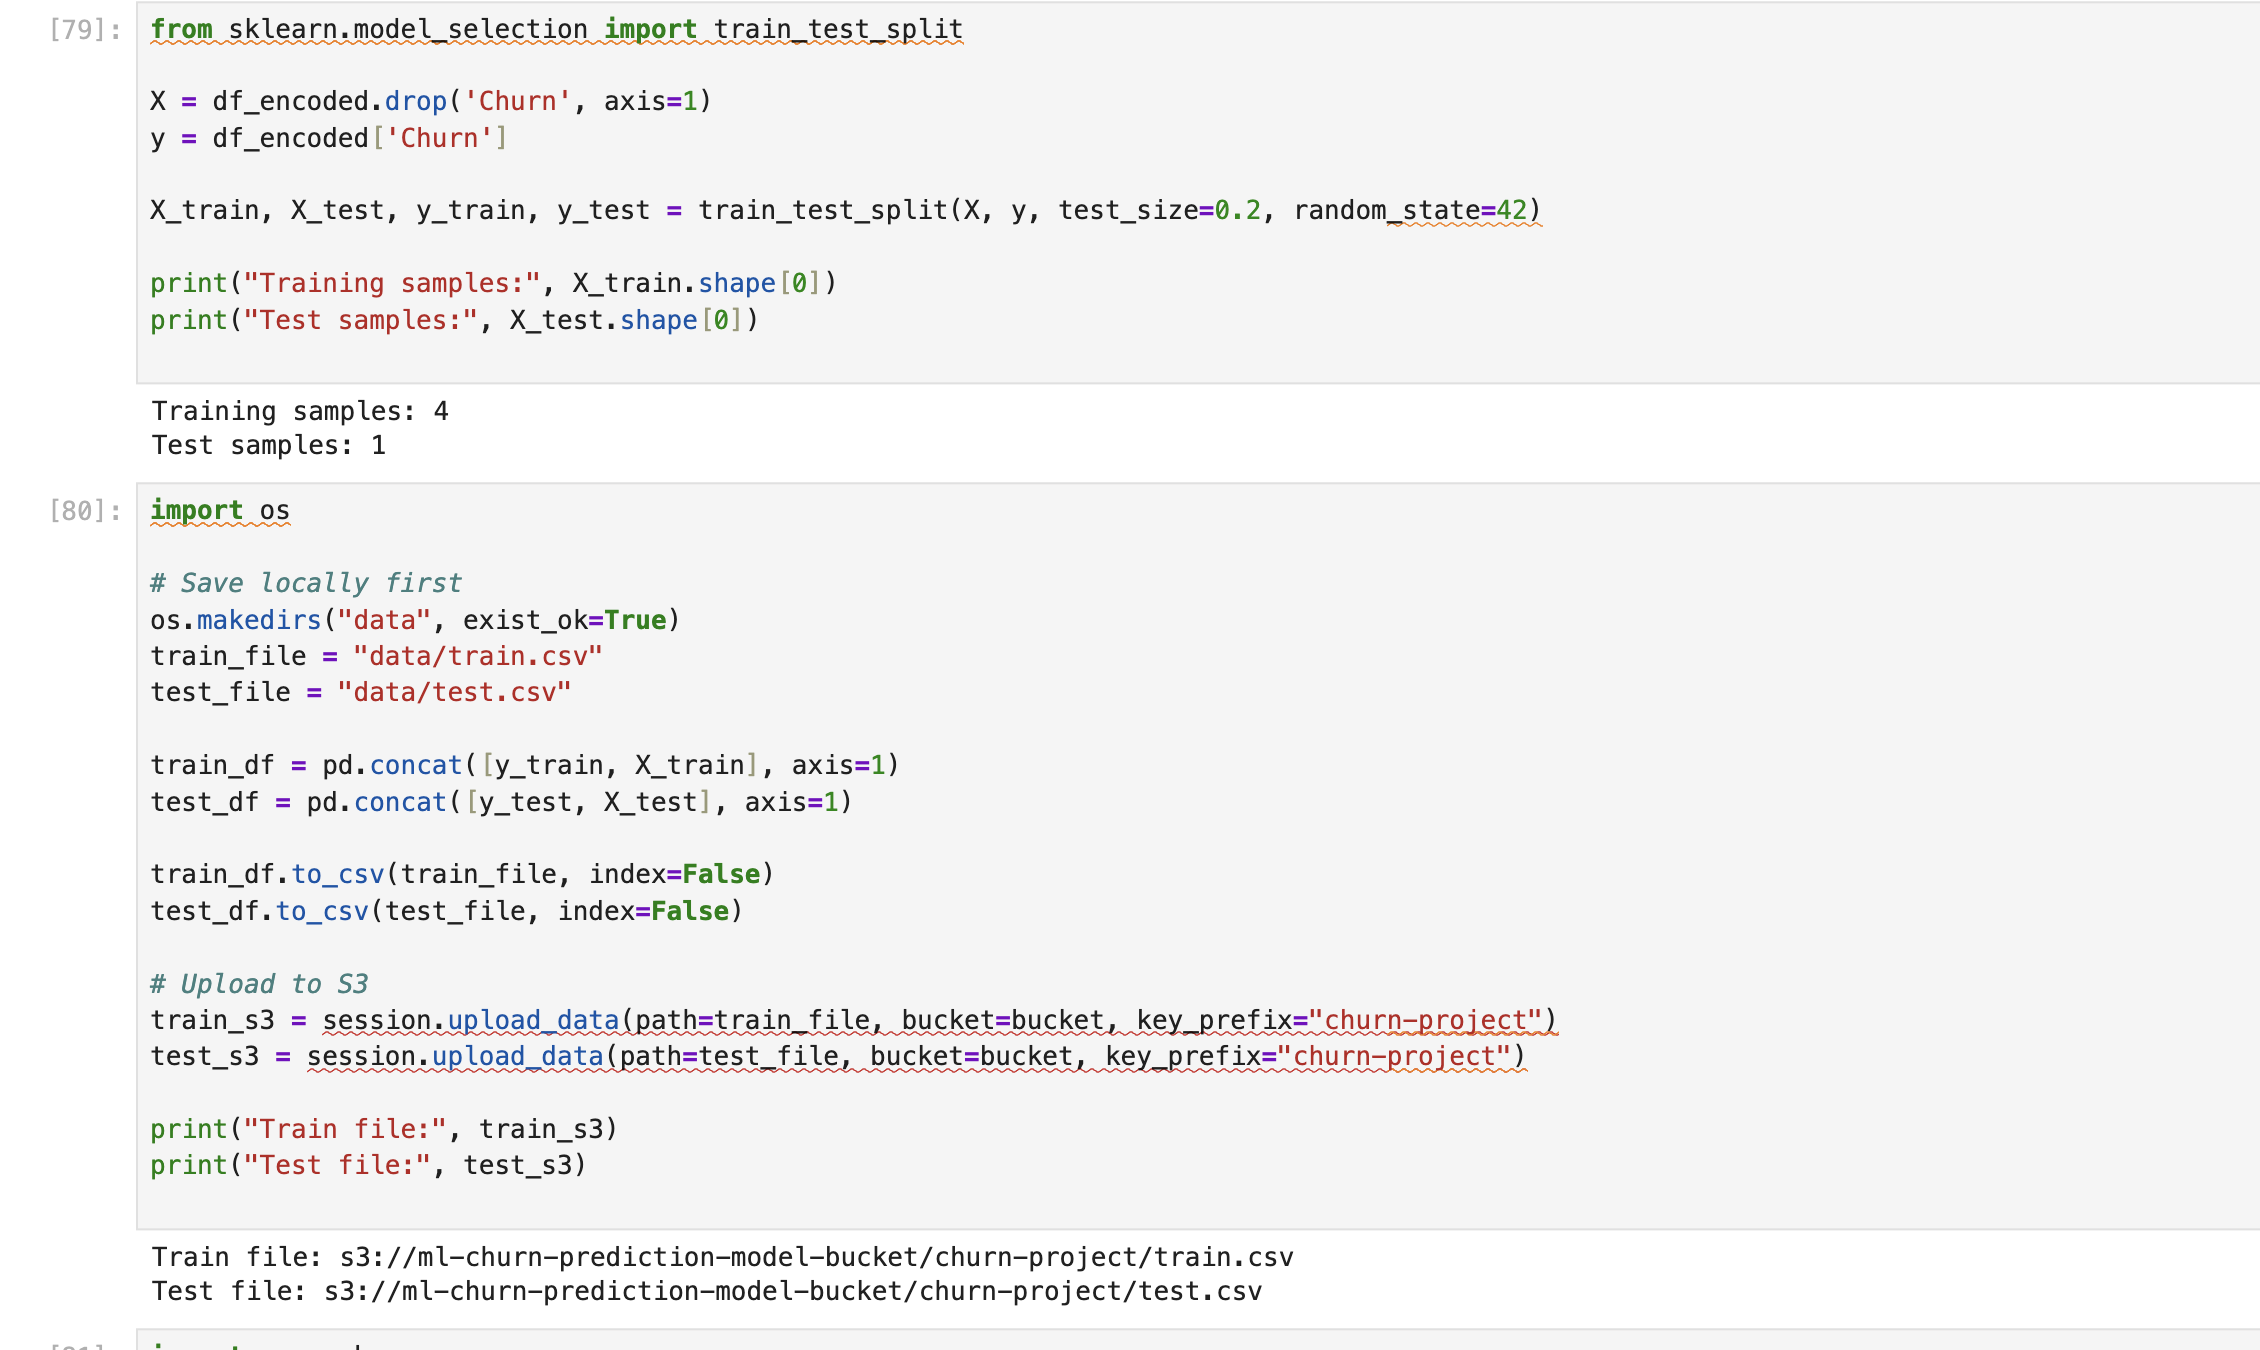 [79]:
from sklearn.model_selection import train_test_split
X = df_encoded.drop('Churn', axis=1)
y = df_encoded['Churn']
X_train, X_test, y_train, y_test = train_test_split(X, y, test_size=0.2, random_state=42)
print("Training samples:", X_train.shape[0])
print("Test samples:", X_test.shape[0])
Training samples: 4
Test samples: 1
[80]:
import os
# Save locally first
os.makedirs("data", exist_ok=True)
train_file = "data/train.csv"
test_file = "data/test.csv"
train_df = pd.concat([y_train, X_train], axis=1)
test_df = pd.concat([y_test, X_test], axis=1)
train_df.to_csv(train_file, index=False)
test_df.to_csv(test_file, index=False)
# Upload to S3
train_s3 = session.upload_data(path=train_file, bucket=bucket, key_prefix="churn-project")
test_s3 = session.upload_data(path=test_file, bucket=bucket, key_prefix="churn-project")
print("Train file:", train_s3)
print("Test file:", test_s3)
Train file: s3://ml-churn-prediction-model-bucket/churn-project/train.csv
Test file: s3://ml-churn-prediction-model-bucket/churn-project/test.csv